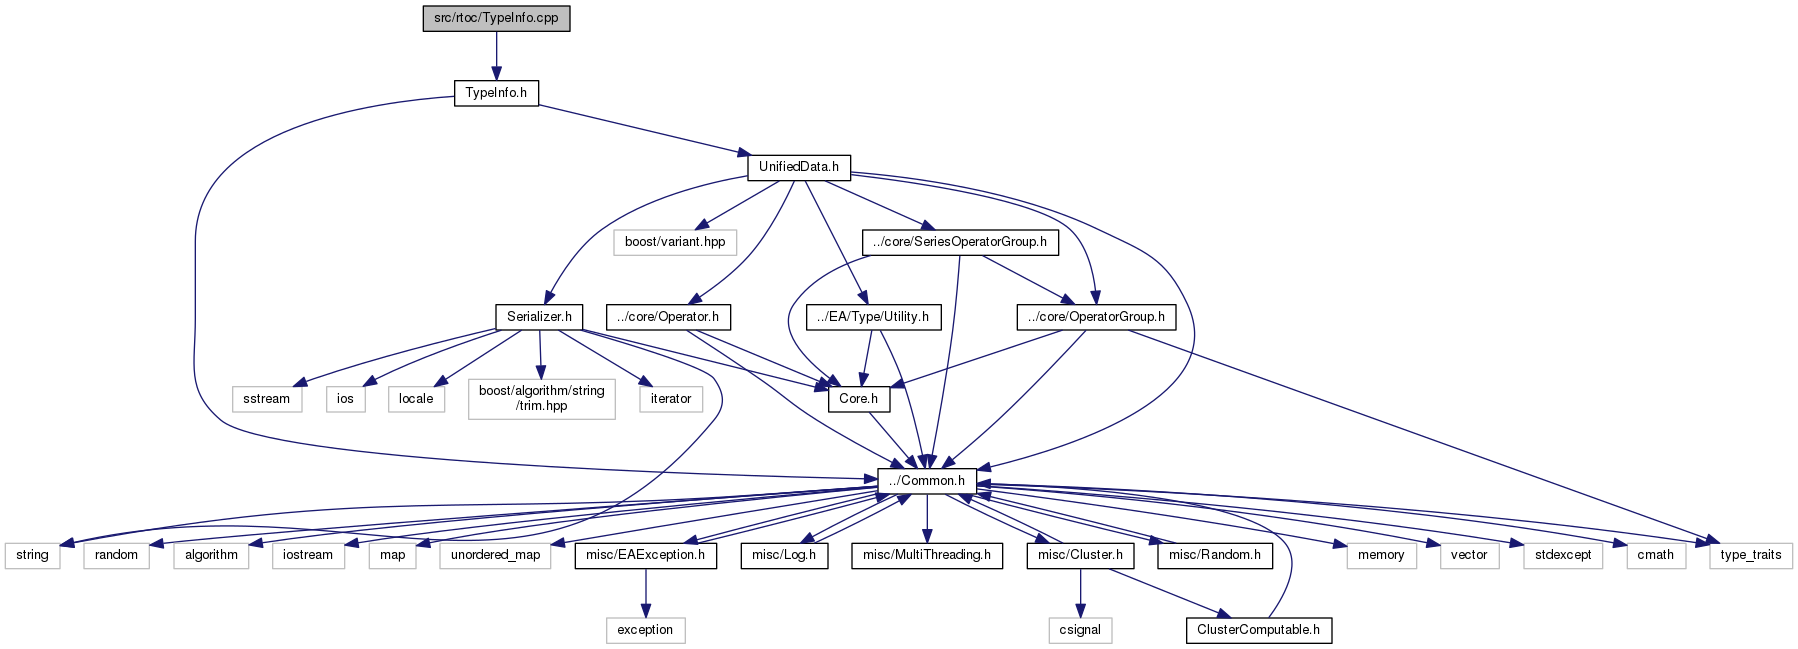 src/rtoc/TypeInfo.cpp
TypeInfo.h
UnifiedData.h
boost/variant.hpp
../core/SeriesOperatorGroup.h
Serializer.h
../core/Operator.h
../EA/Type/Utility.h
../core/OperatorGroup.h
sstream
ios
locale
boost/algorithm/string
/trim.hpp
iterator
Core.h
../Common.h
string
random
algorithm
iostream
map
unordered_map
misc/EAException.h
misc/Log.h
misc/MultiThreading.h
misc/Cluster.h
misc/Random.h
memory
vector
stdexcept
cmath
type_traits
exception
csignal
ClusterComputable.h